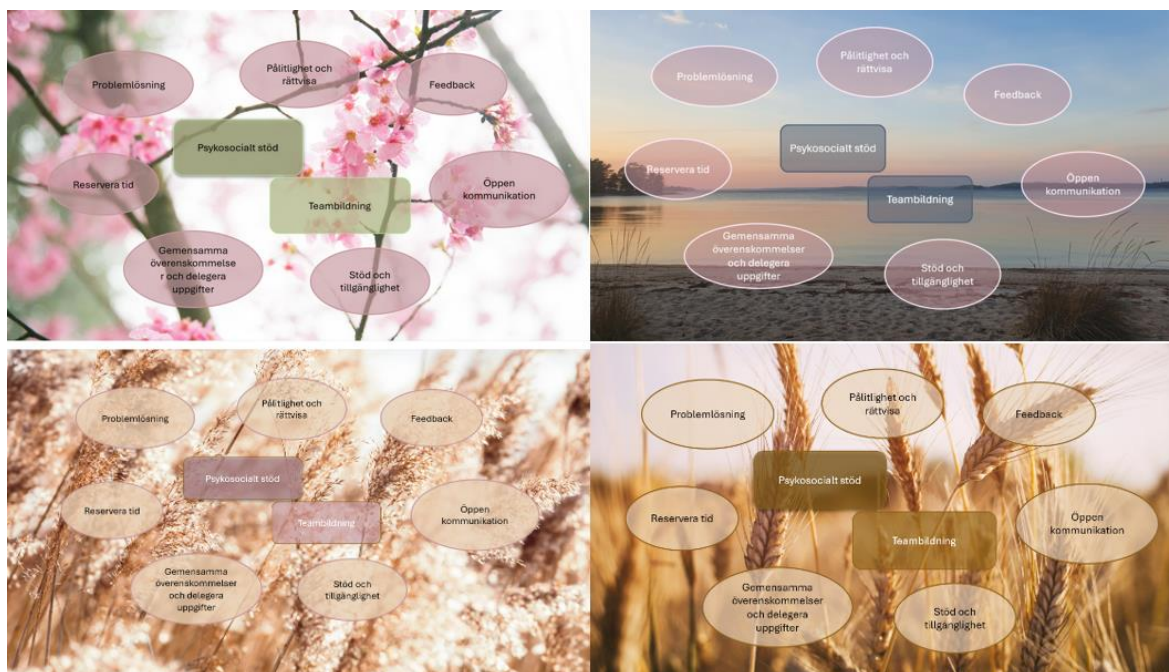 Problemlösning
Pålitlighet och
rättvisa
Feedback
Psykosocialt stöd
Reservera tid
Teambildning
Öppen
kommunikation
Gemensamma
överenskommelse
r och delegera
uppgifter
Stöd och
tillgänglighet
Problemlösning
Pålitlighet och
rättvisa
Feedback
Psykosocialt stöd
Reservera tid
Teambildning
Öppen
kommunikation
Gemensamma
överenskommelser
och delegera
uppgifter
Stöd och
tillgänglighet
Problemlösning
Pålitlighet och
rättvisa
Feedback
Psykosocialt stöd
Reservera tid
Teambildning
Öppen
kommunikation
Gemensamma
överenskommelser
och delegera
uppgifter
Stöd och
tillgänglighet
Problemlösning
Pålitlighet och
rättvisa
Feedback
Psykosocialt stöd
Reservera tid
Teambildning
Öppen
kommunikation
Gemensamma
överenskommelser
och delegera
uppgifter
Stöd och
tillgänglighet